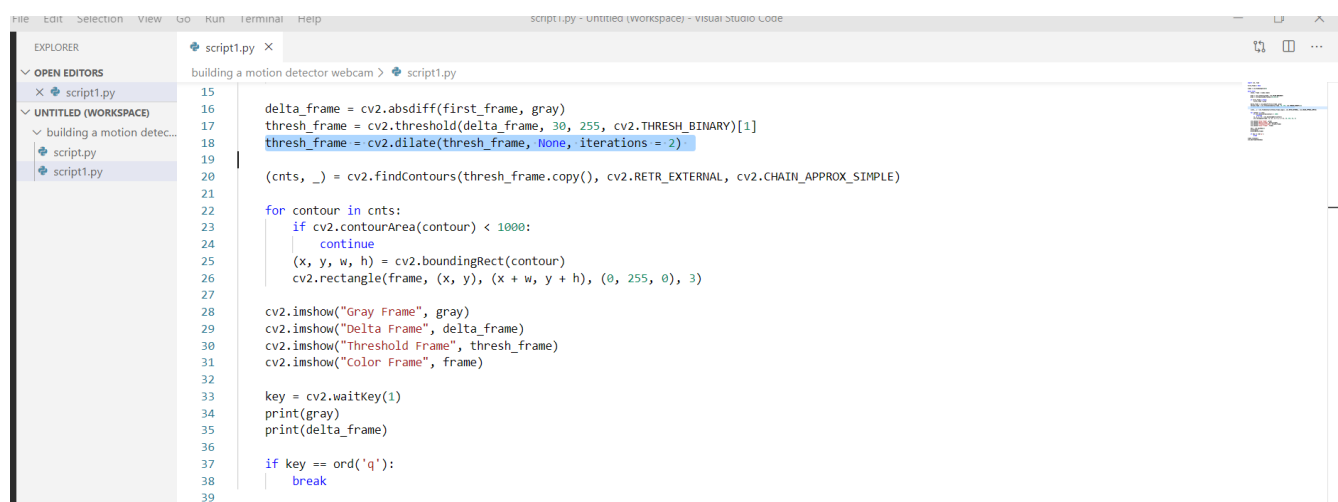 File Edit Selection View Go Run Terminal Help script1.py - Untitled (Workspace) - Visual Studio Code
EXPLORER
OPEN EDITORS
script1.py
UNTITLED (WORKSPACE)
building a motion detec...
script.py
script1.py
script1.py
building a motion detector webcam > script1.py
15
16 delta_frame = cv2.absdiff(first_frame, gray)
17 thresh_frame = cv2.threshold(delta_frame, 30, 255, cv2.THRESH_BINARY)[1]
18 thresh_frame = cv2.dilate(thresh_frame, None, iterations = 2)
19
20 (cnts, _) = cv2.findContours(thresh_frame.copy(), cv2.RETR_EXTERNAL, cv2.CHAIN_APPROX_SIMPLE)
21
22 for contour in cnts:
23 if cv2.contourArea(contour) < 1000:
24 continue
25 (x, y, w, h) = cv2.boundingRect(contour)
26 cv2.rectangle(frame, (x, y), (x + w, y + h), (0, 255, 0), 3)
27
28 cv2.imshow("Gray Frame", gray)
29 cv2.imshow("Delta Frame", delta_frame)
30 cv2.imshow("Threshold Frame", thresh_frame)
31 cv2.imshow("Color Frame", frame)
32
33 key = cv2.waitKey(1)
34 print(gray)
35 print(delta_frame)
36
37 if key == ord('q'):
38 break
39